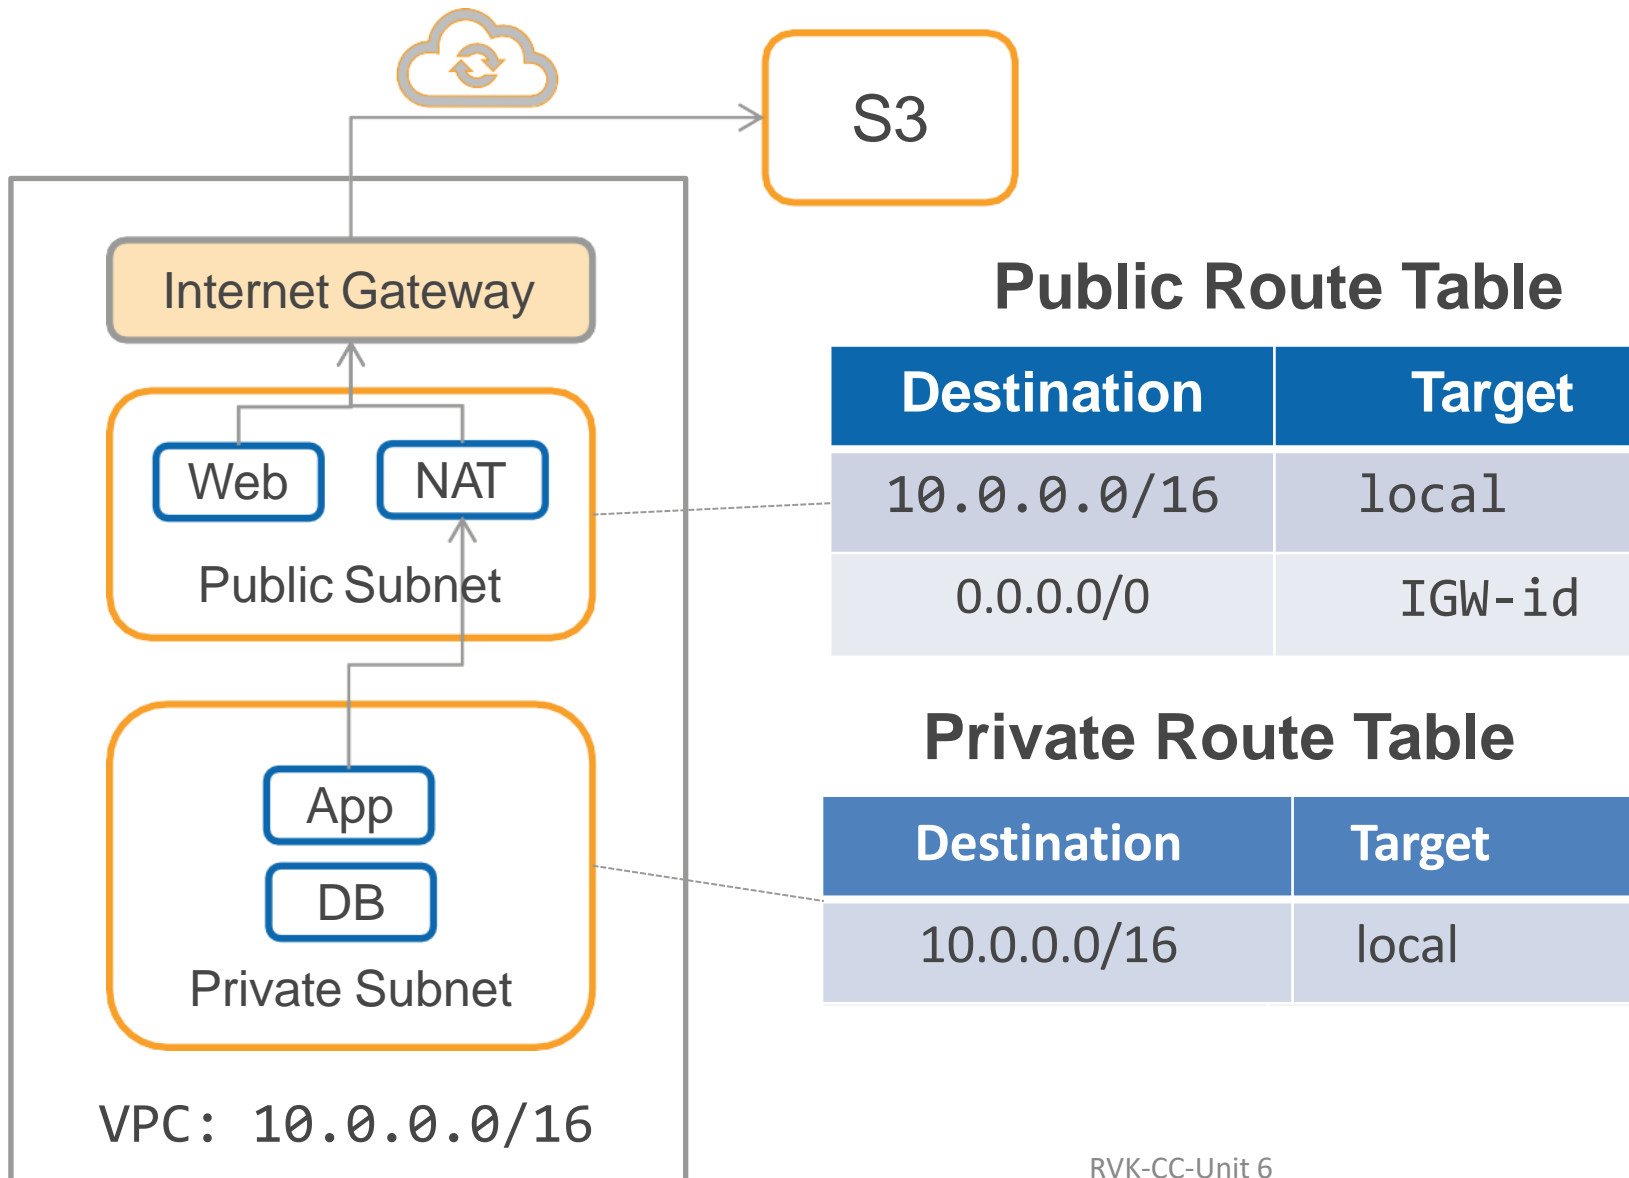 S3
Internet Gateway
Web
NAT
Public Subnet
App
DB
Private Subnet
VPC: 10.0.0.0/16
Public Route Table
Destination Target
10.0.0.0/16 local
0.0.0.0/0 IGW-id
Private Route Table
Destination Target
10.0.0.0/16 local
RVK-CC-Unit 6